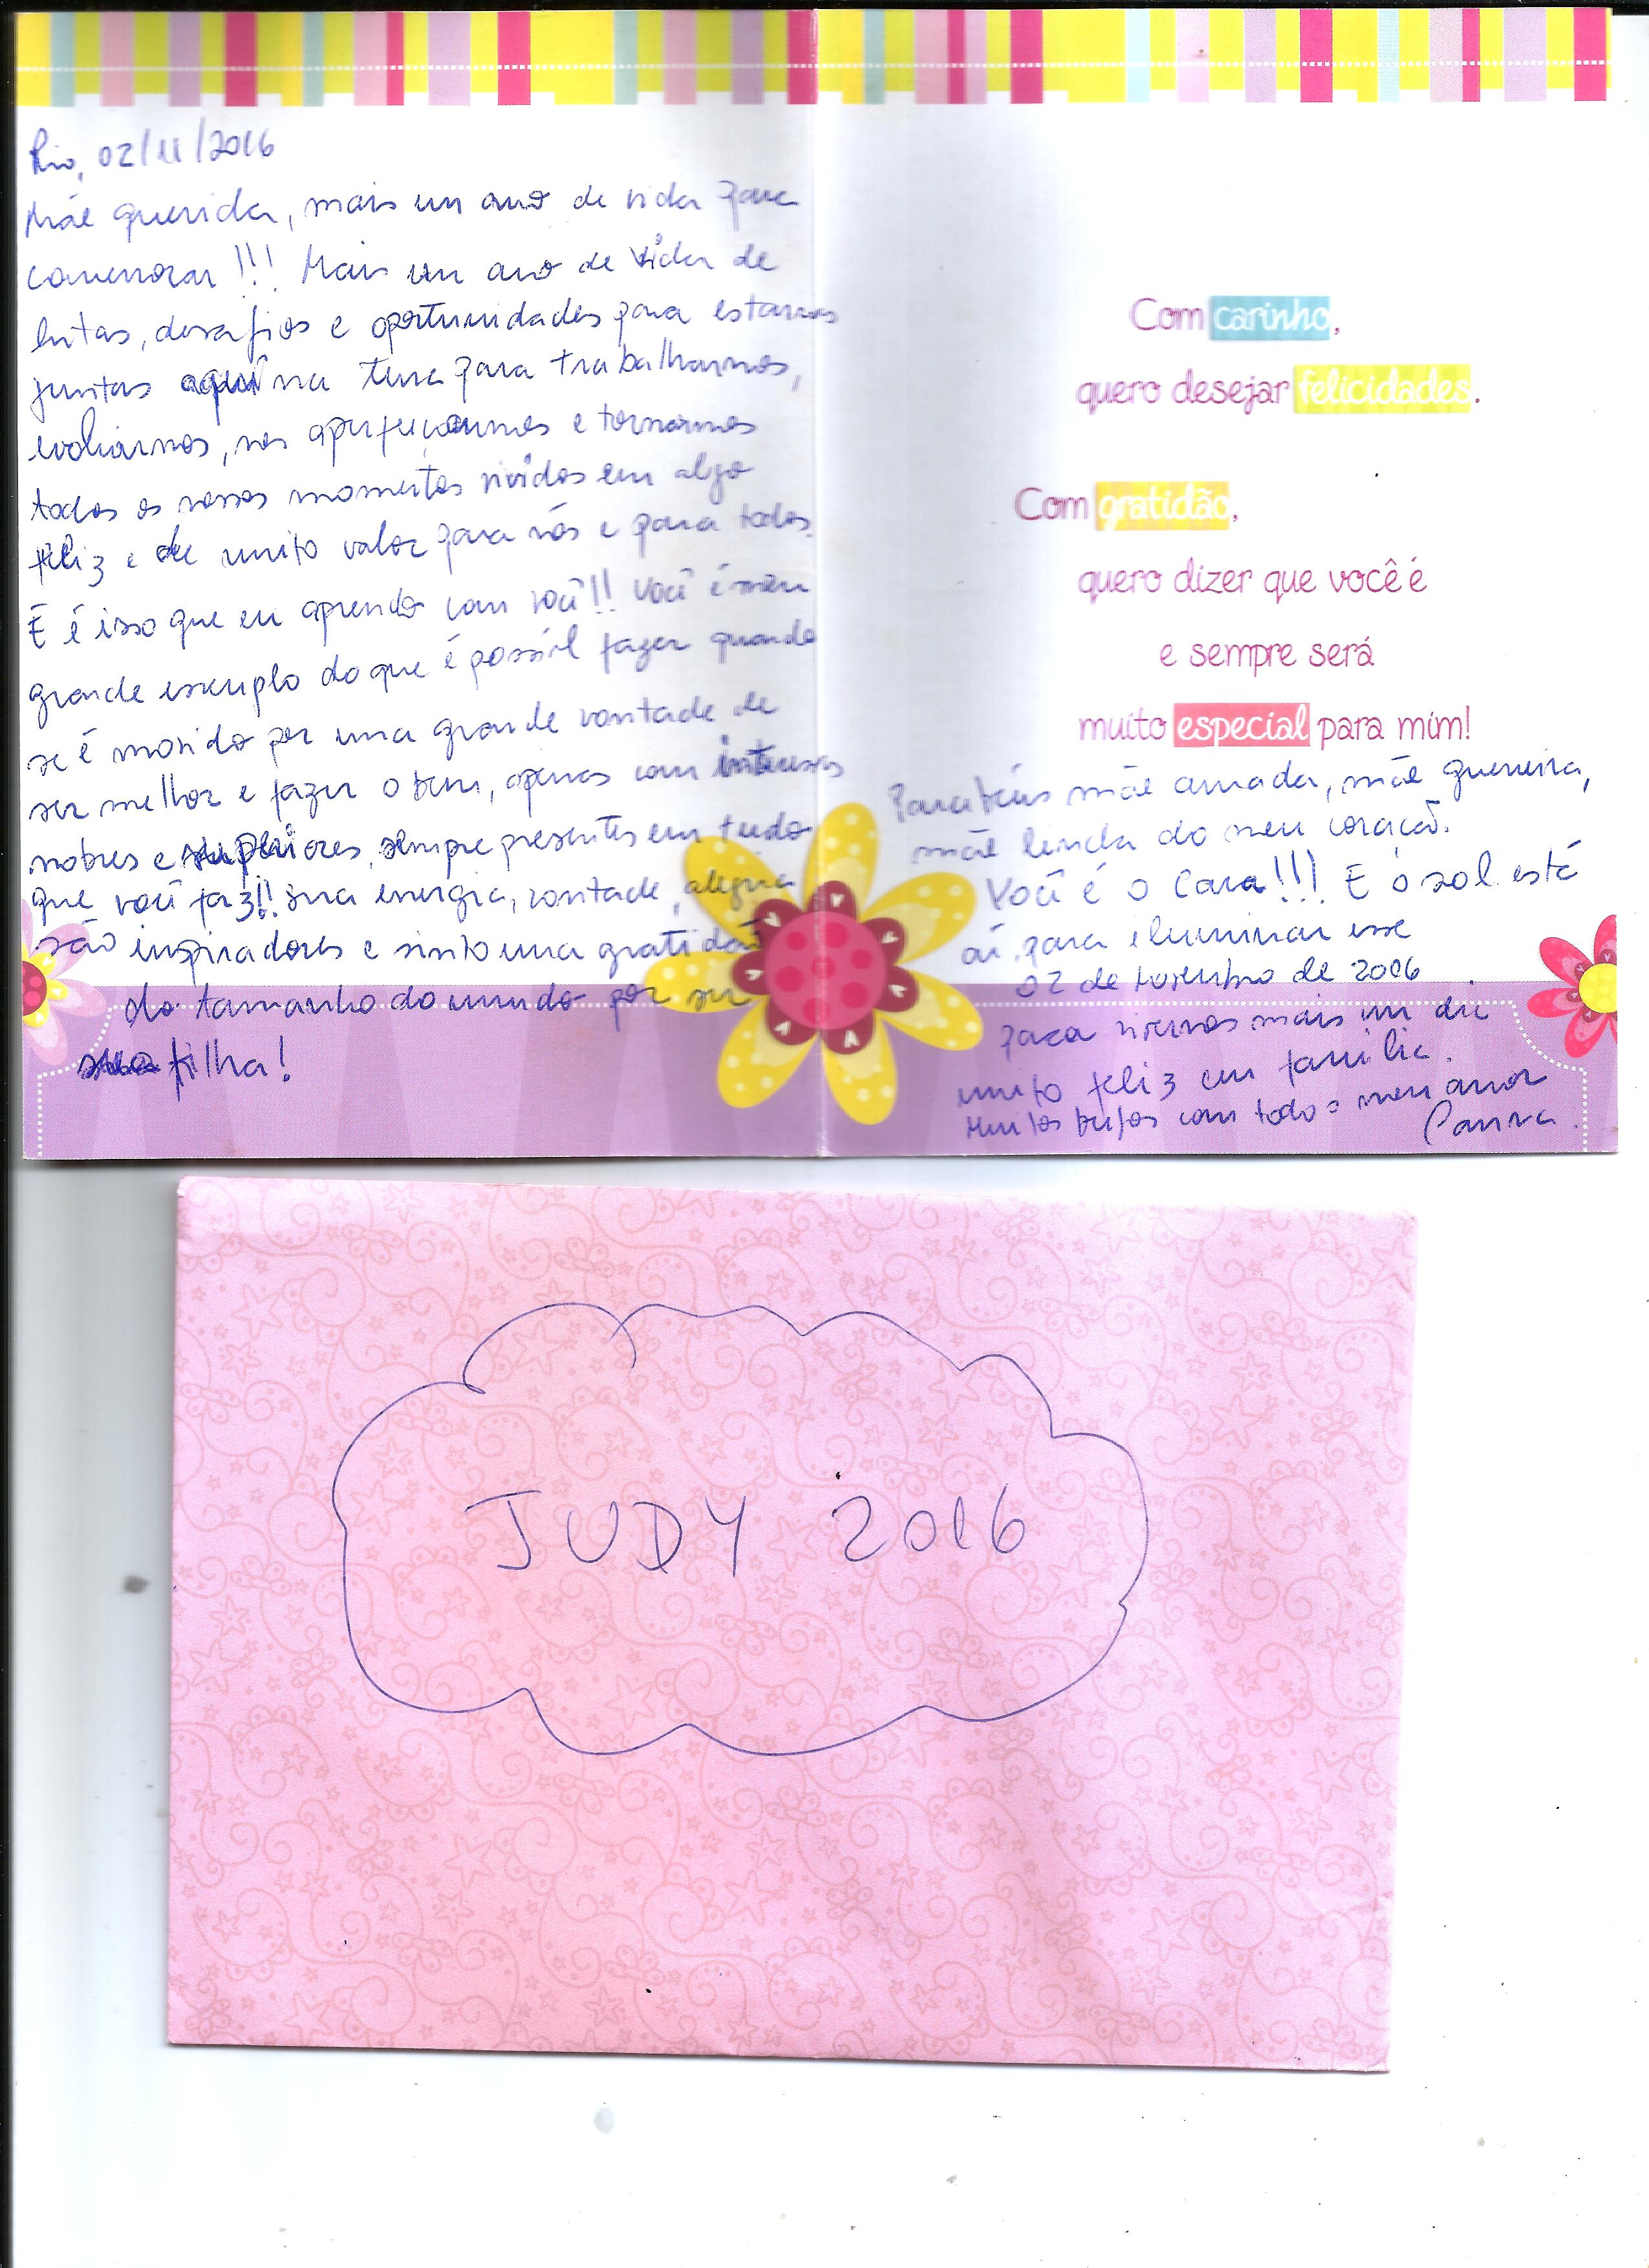 Rio, 02/11/2016
Mãe querida, mais um ano de vida para
comemorar!!! Mais um ano de vida de
lutas, desafios e oportunidades para estarmos
juntas aqui na terra para trabalharmos,
evoluirmos, nos aperfeiçoarmos e tornarmos
todos os nossos momentos vividos em algo
feliz e de muito valor para nós e para todos.
E é isso que eu aprendo com você!! Você é meu
grande exemplo do que é possível fazer quando
se é movido por uma grande vontade de
ser melhor e fazer o bem, apenas com
nobres e superiores, sempre presentes em tudo
que você faz!! Sua energia, vontade, alegria
são inspiradores e sinto uma gratidão
do tamanho do mundo por ser
sua filha!
Com carinho,
quero desejar felicidades.
Com gratidão,
quero dizer que você é
e sempre será
muito especial para mim!
Parabéns mãe amada, mãe guerreira,
mãe linda do meu coração.
Você é o Cara!!! E o sol está
aí para iluminar esse
02 de novembro de 2016
para vivermos mais um dia
muito feliz em família.
Muitos beijos com todo o meu amor
JUDY 2016